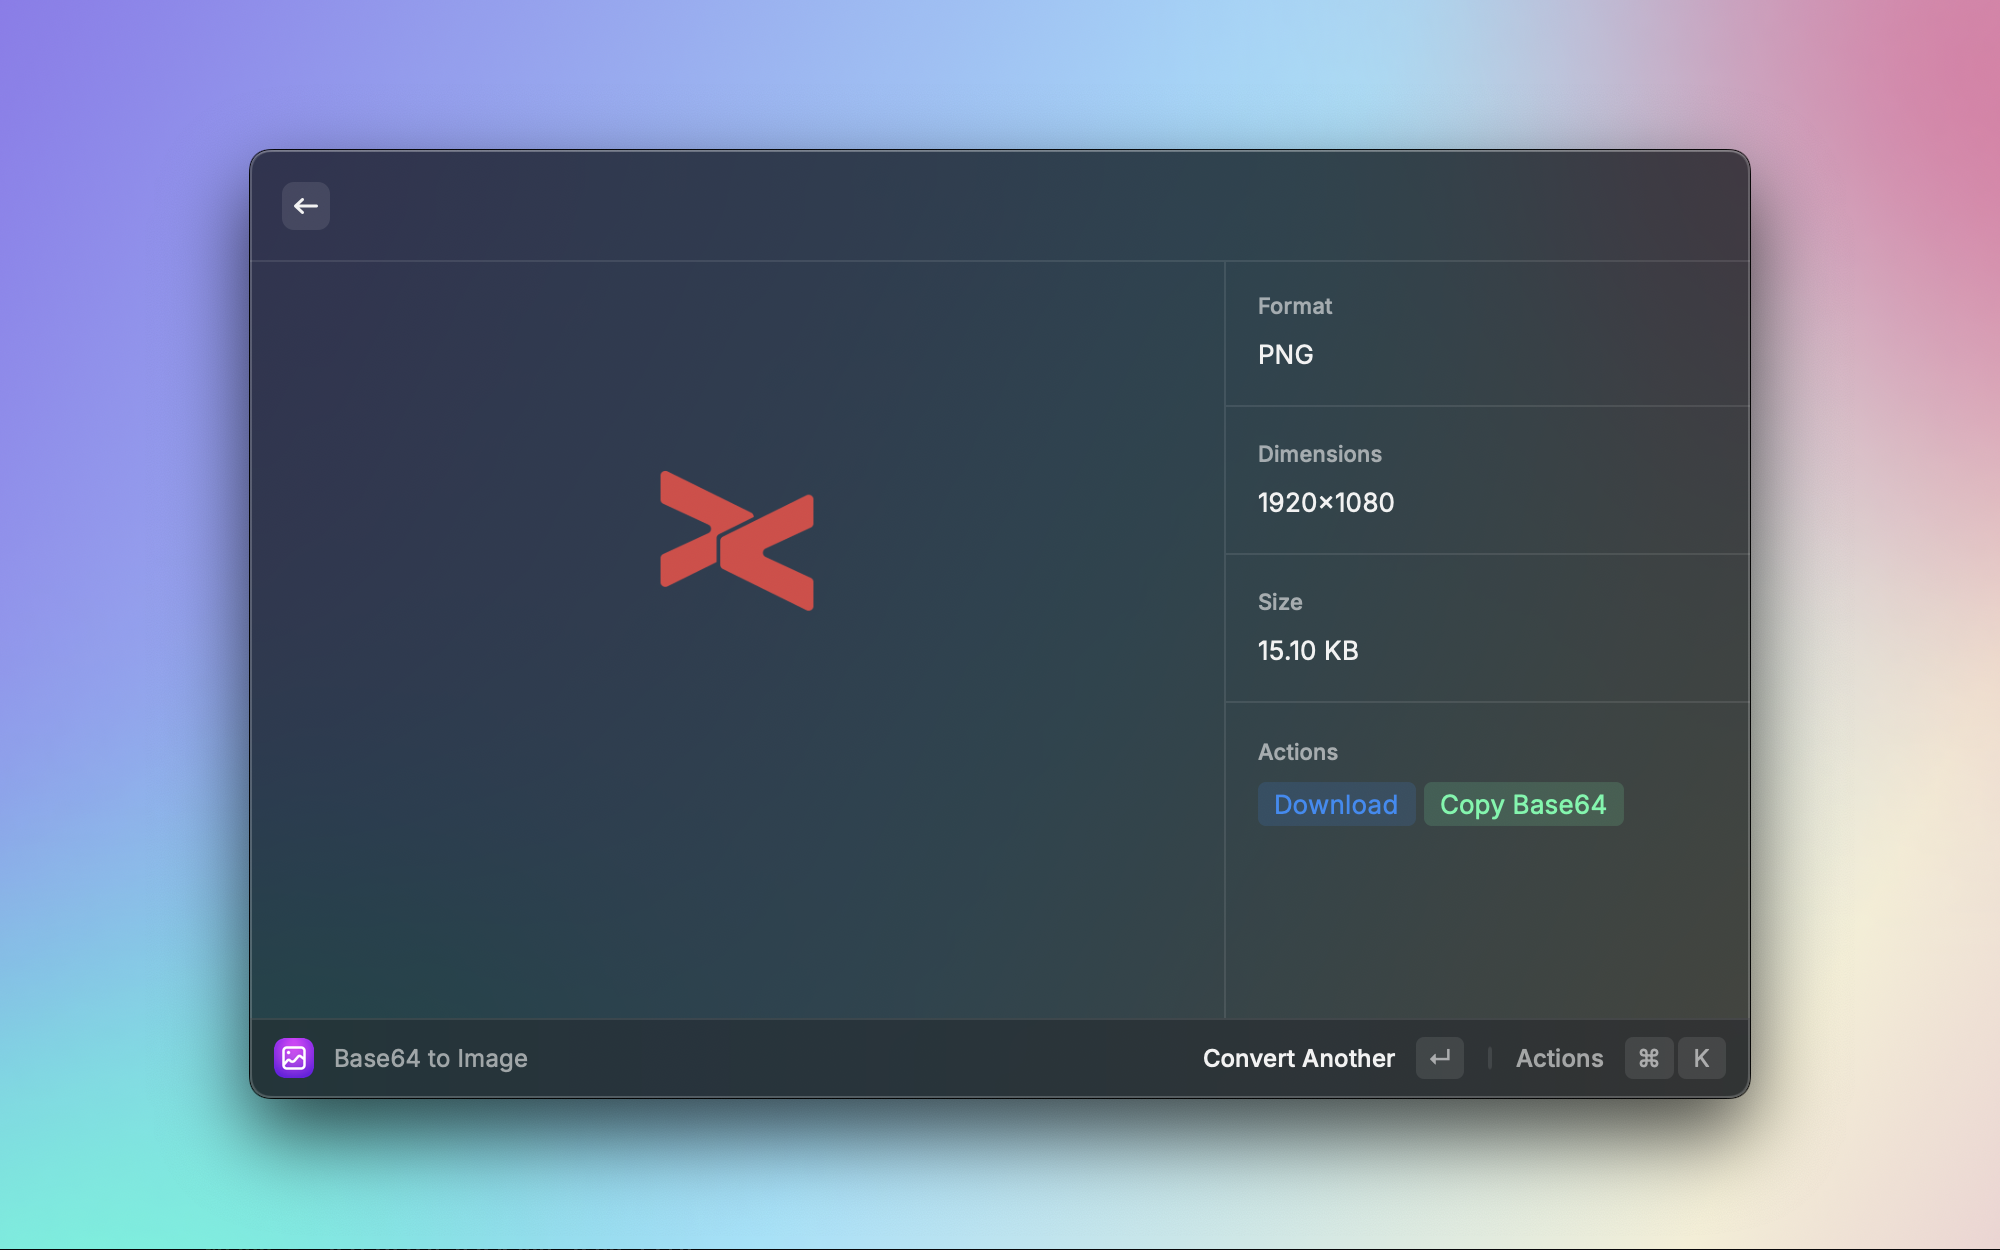 Format
PNG
Dimensions
1920×1080
Size
15.10 KB
Actions
Download Copy Base64
Base64 to Image Convert Another ↵ Actions ⌘ K